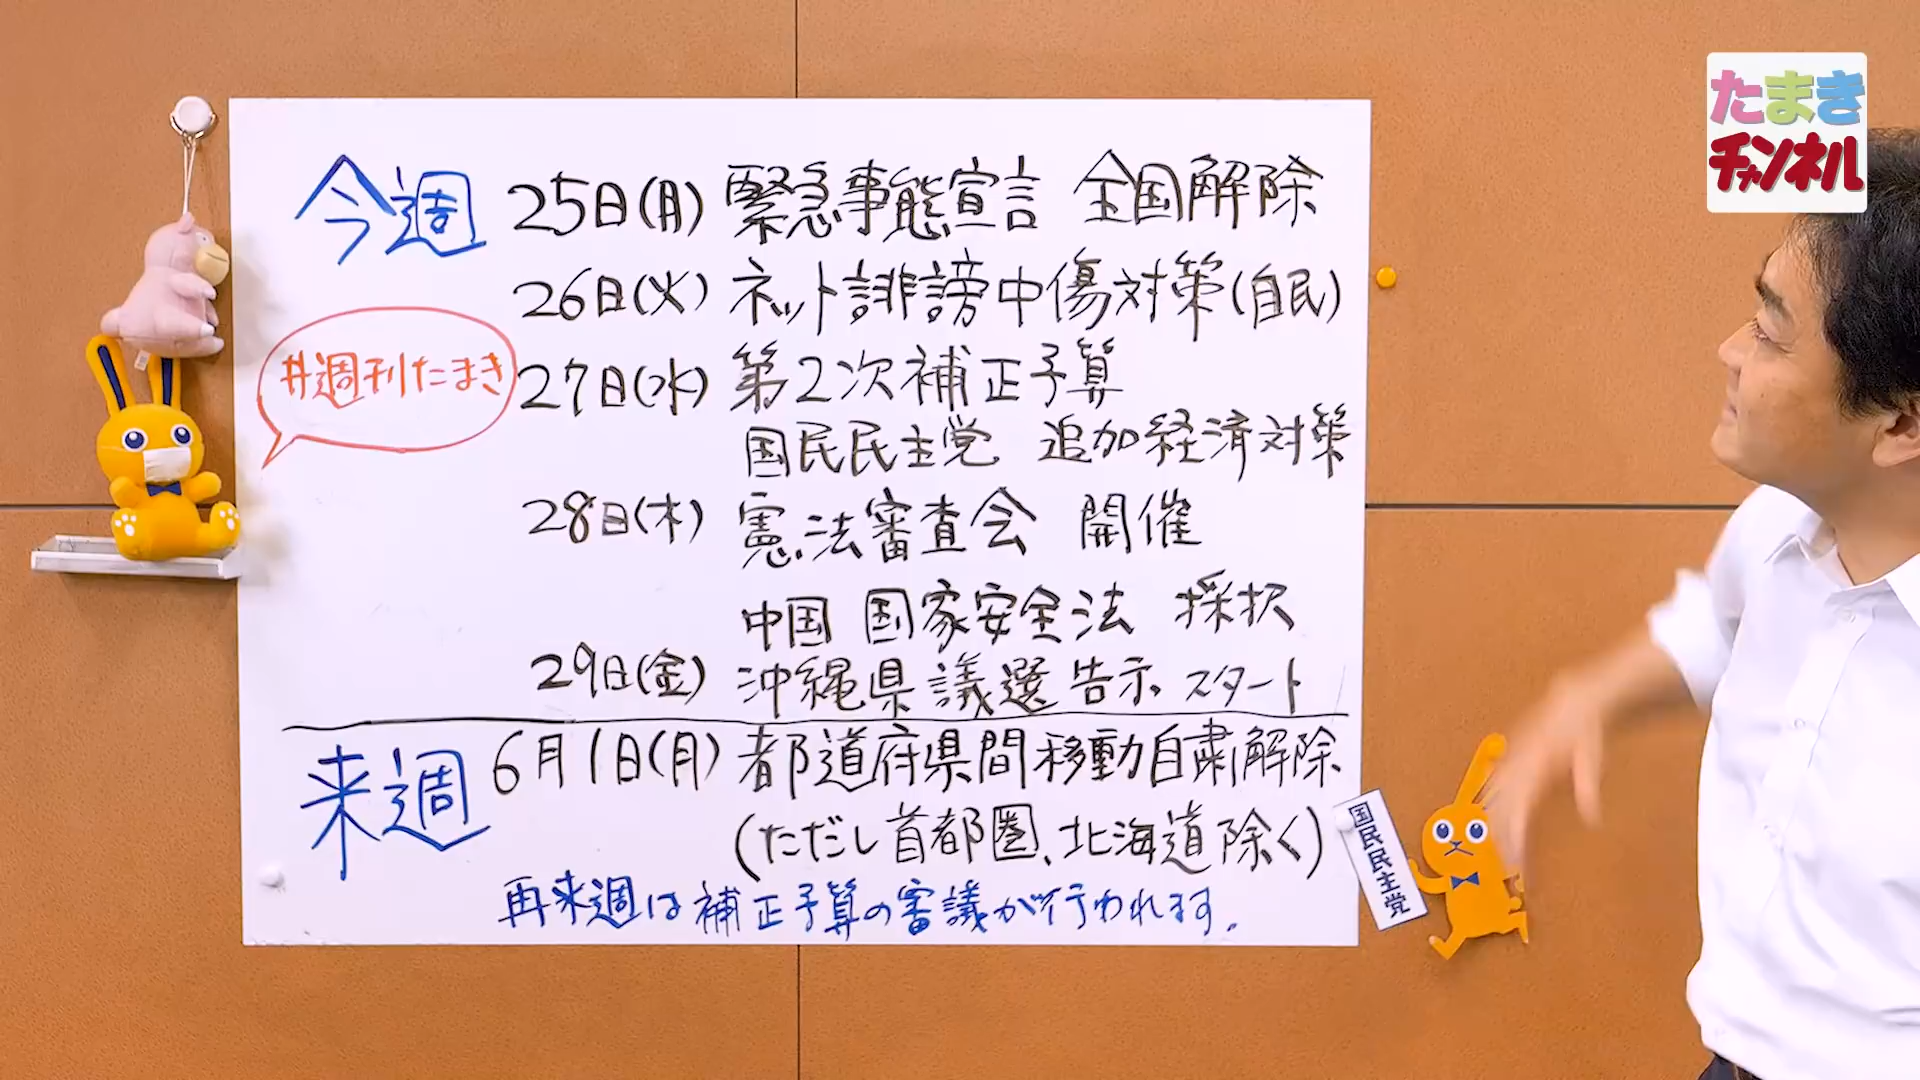 たまき
チャンネル
今週
25日(月) 緊急事態宣言 全国解除
26日(火) ネット誹謗中傷対策(自民)
#週刊たまき
27日(水) 第2次補正予算
国民民主党 追加経済対策
28日(木) 憲法審査会 開催
中国 国家安全法 採択
29日(金) 沖縄県議選告示 スタート
来週
6月1日(月) 都道府県間移動自粛解除
(ただし首都圏、北海道除く)
再来週は補正予算の審議が行われます。
国民民主党